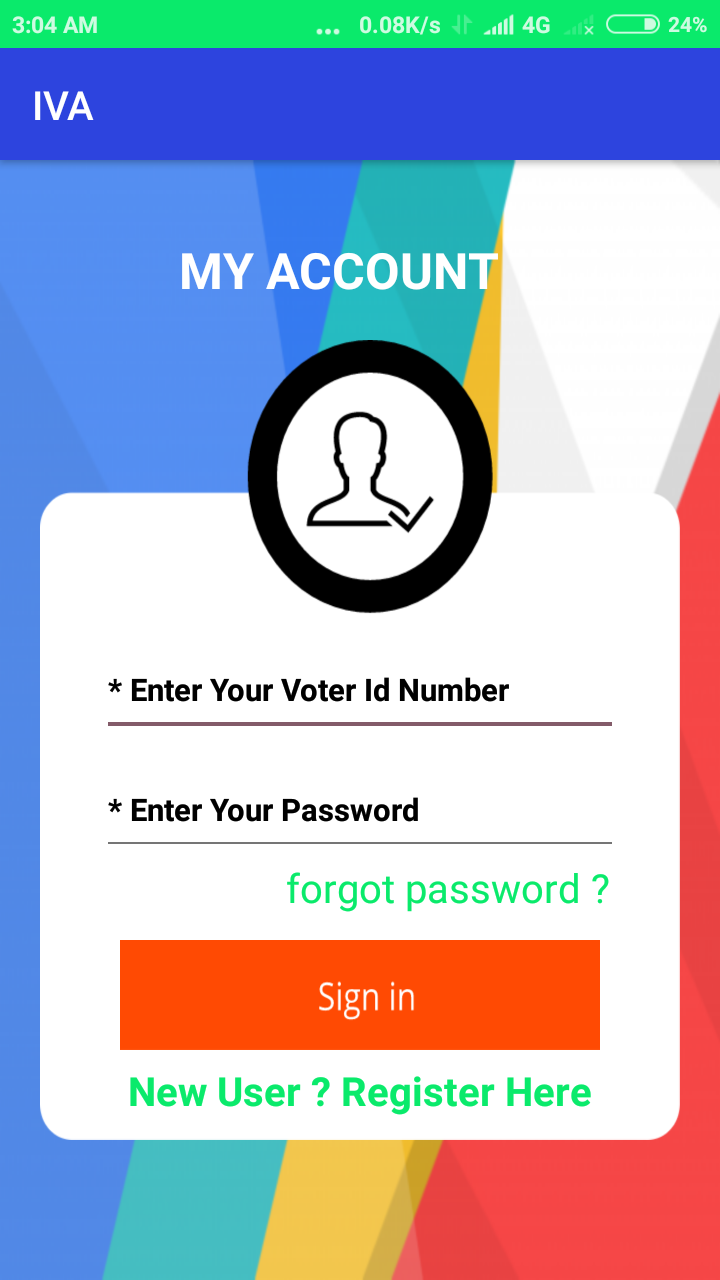 3:04 AM ... 0.08K/s 4G 24%
IVA
MY ACCOUNT
* Enter Your Voter Id Number
* Enter Your Password
forgot password ?
Sign in
New User ? Register Here